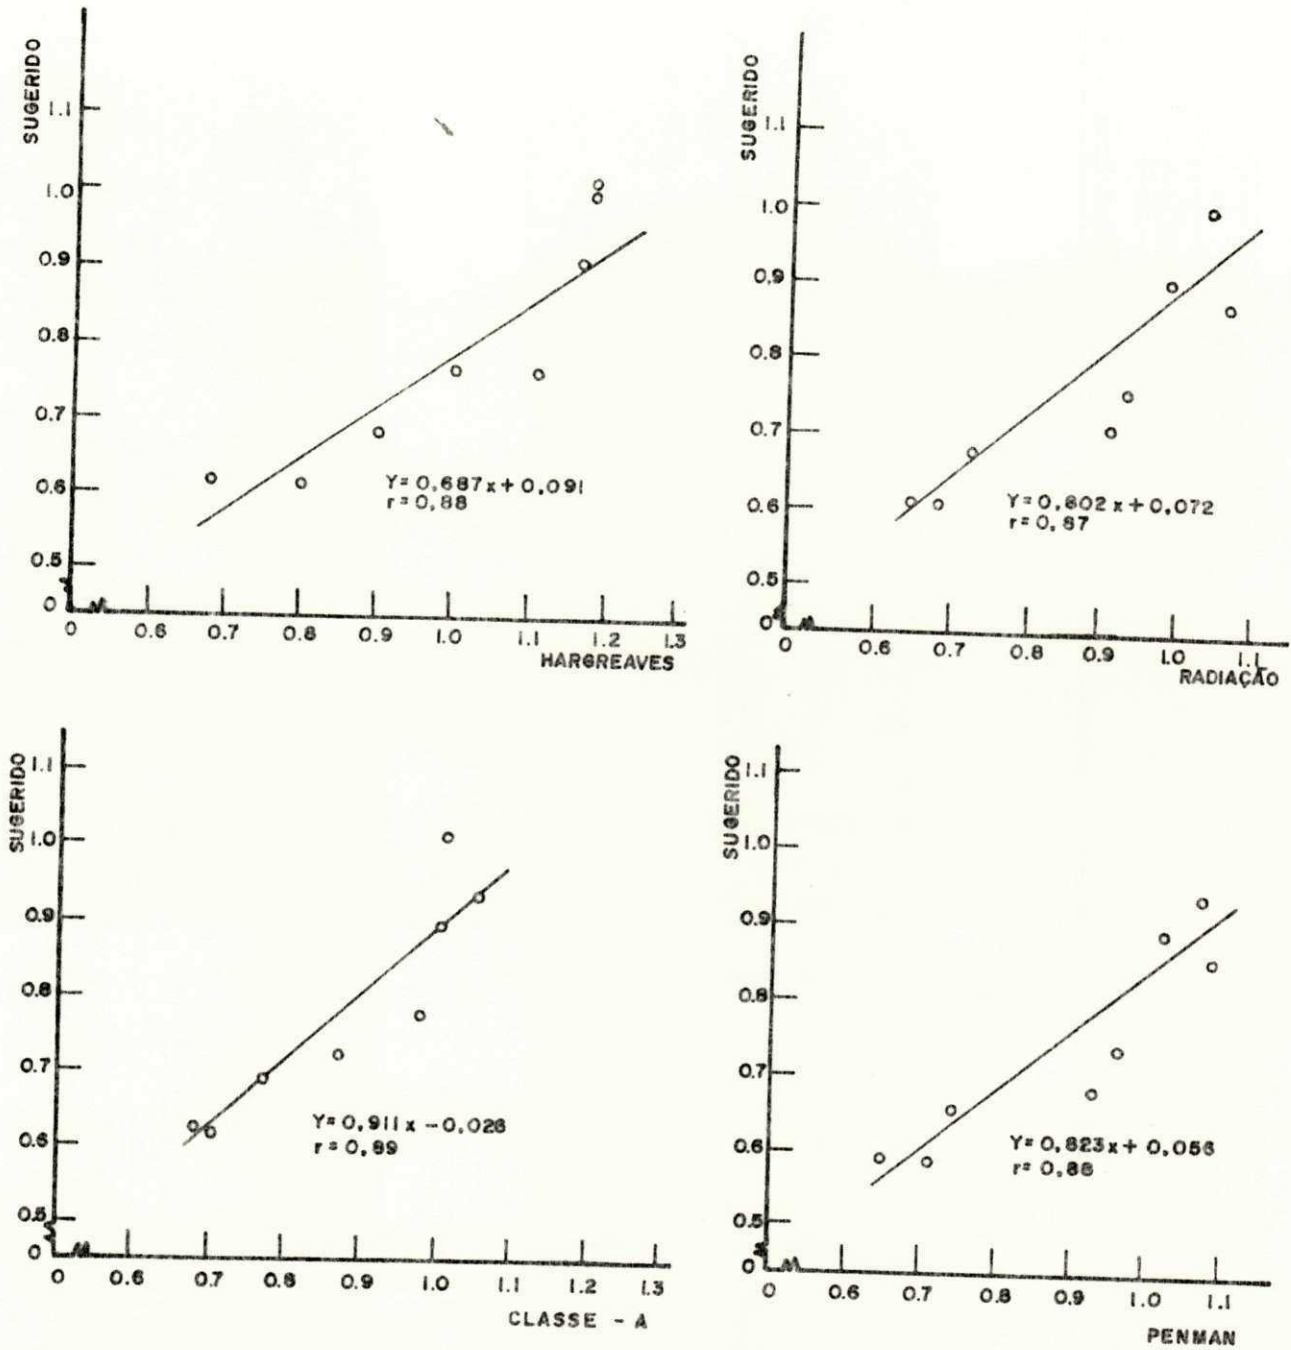 SUGERIDO
1.1
1.0
0.9
0.8
0.7
0.6
0.5
0
Y=0,687x+0,091
r=0,88
0 0.6 0.7 0.8 0.9 1.0 1.1 1.2 1.3
HARGREAVES
SUGERIDO
1.1
1.0
0.9
0.8
0.7
0.6
0.5
0
Y=0,802x+0,072
r=0,87
0 0.6 0.7 0.8 0.9 1.0 1.1
RADIAÇÃO
SUGERIDO
1.1
1.0
0.9
0.8
0.7
0.6
0.5
0
Y=0,911x-0,026
r=0,89
0 0.6 0.7 0.8 0.9 1.0 1.1 1.2 1.3
CLASSE - A
SUGERIDO
1.1
1.0
0.9
0.8
0.7
0.6
0.5
0
Y=0,823x+0,056
r=0,88
0 0.6 0.7 0.8 0.9 1.0 1.1
PENMAN